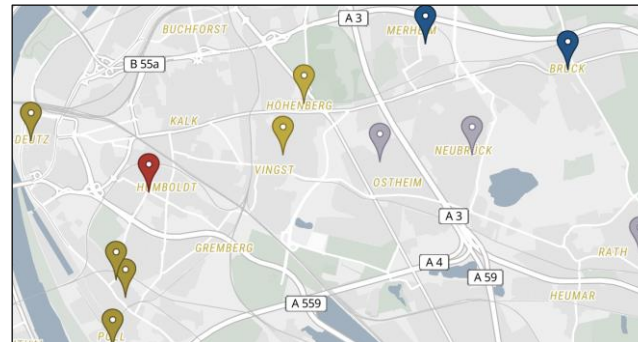 BUCHFORST
A 3
MERHEIM
B 55a
BRÜCK
HÖHENBERG
KALK
DEUTZ
NEUBRÜCK
VINGST
OSTHEIM
HUMBOLDT
A 3
GREMBERG
RATH
A 4
A 59
HEUMAR
A 559
POLL